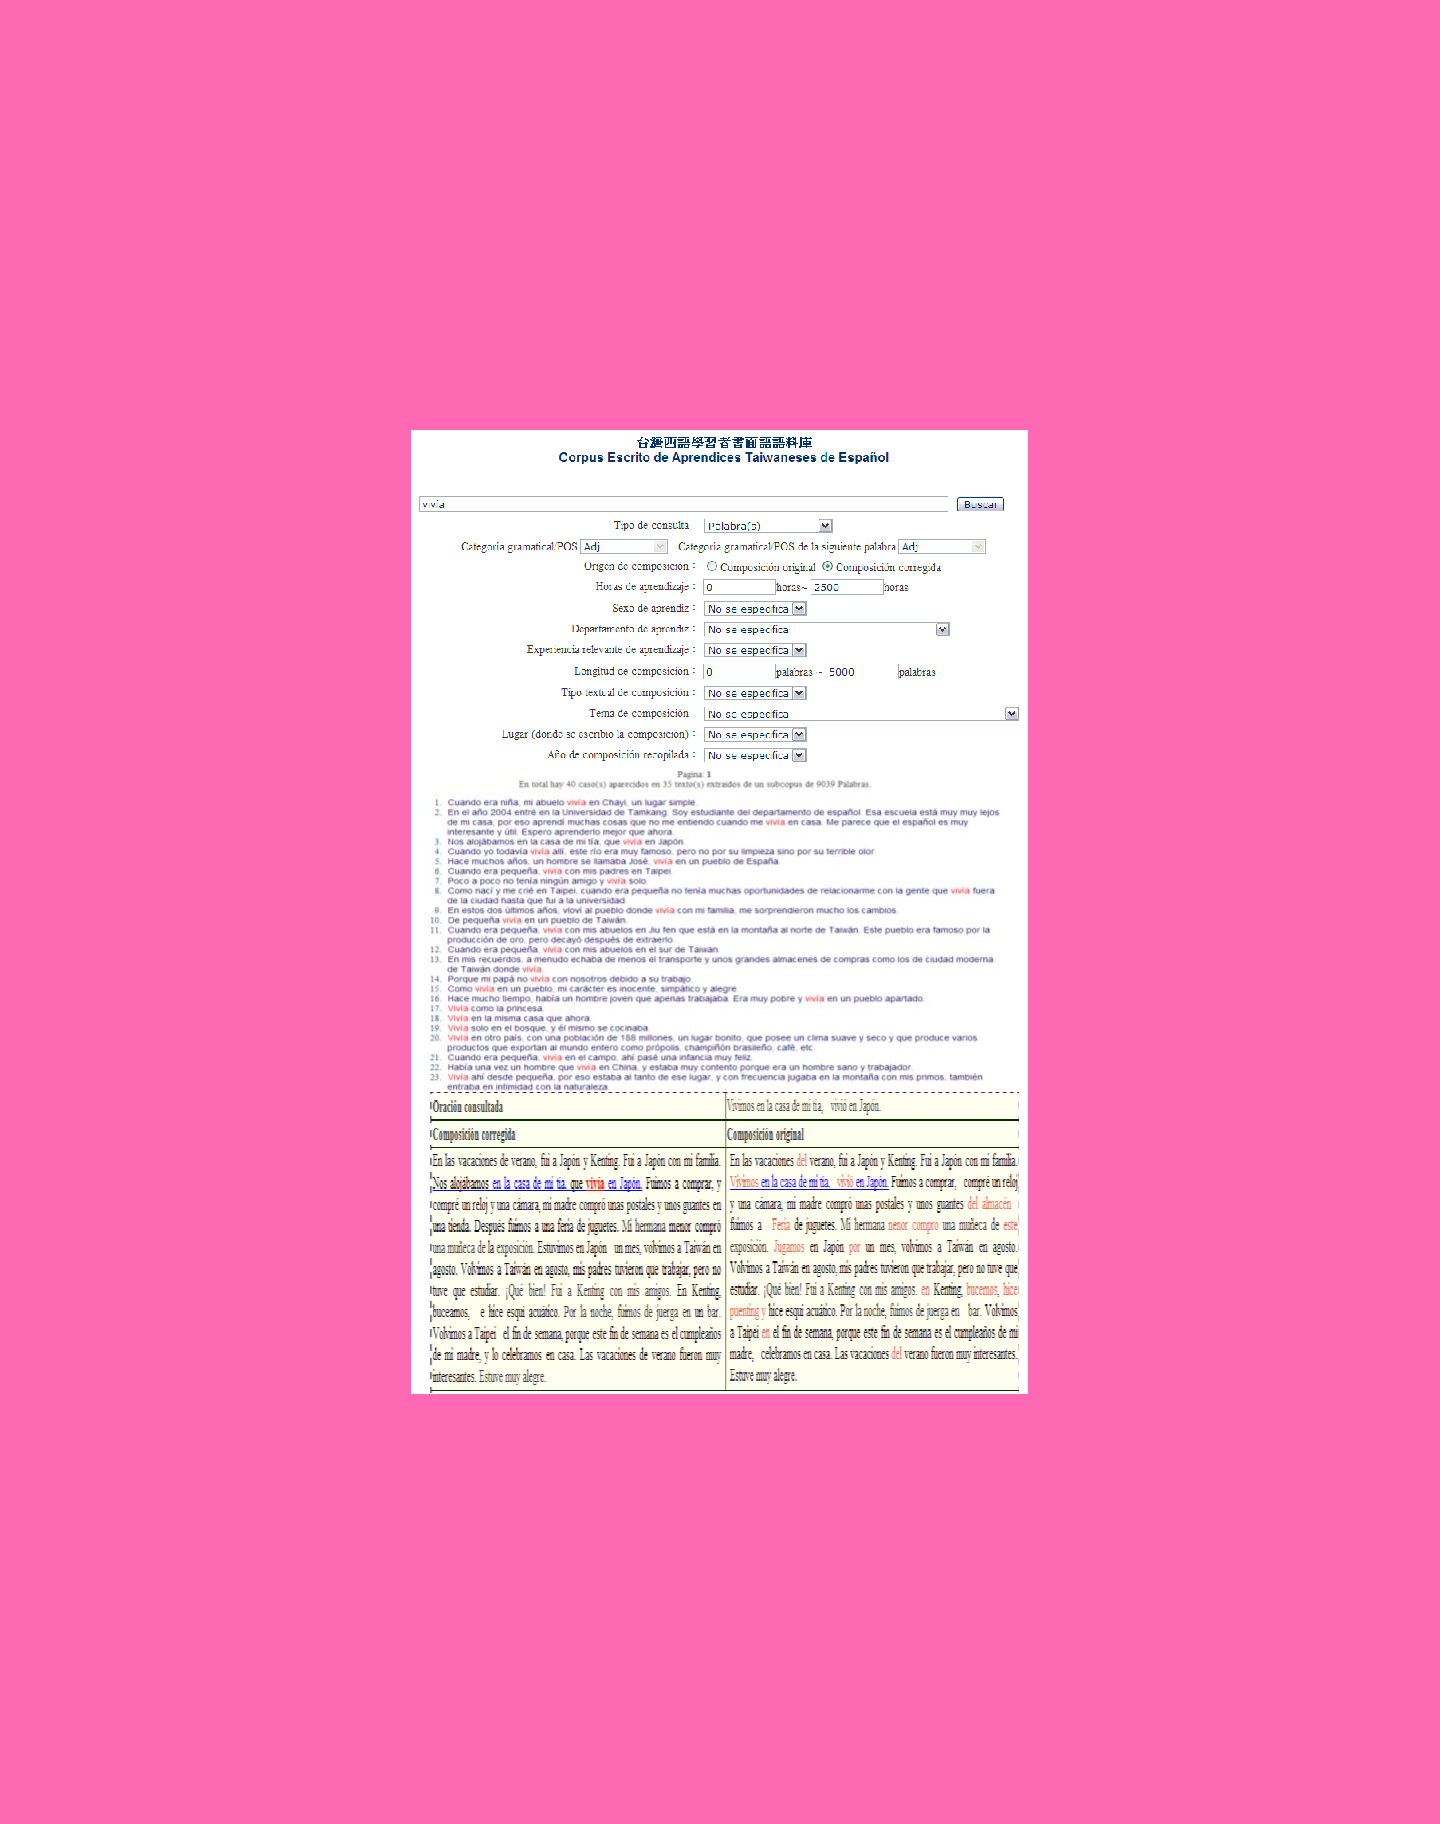 台灣西語學習者書面語語料庫
Corpus Escrito de Aprendices Taiwaneses de Español
vivía Buscar
Tipo de consulta Palabra(s)
Categoría gramatical/POS Adj Categoría gramatical/POS de la siguiente palabra Adj
Origen de composición： Composición original Composición corregida
Horas de aprendizaje： 0 horas~ 2500 horas
Sexo de aprendiz： No se especifica
Departamento de aprendiz： No se especifica
Experiencia relevante de aprendizaje： No se especifica
Longitud de composición： 0 palabras - 5000 palabras
Tipo textual de composición： No se especifica
Tema de composición No se especifica
Lugar (donde se escribió la composición)： No se especifica
Año de composición recopilada： No se especifica
Pagina: 1
En total hay 40 caso(s) aparecidos en 35 texto(s) extraidos de un subcopus de 9039 Palabras.
1. Cuando era niña, mi abuelo vivía en Chayi, un lugar simple.
2. En el año 2004 entré en la Universidad de Tamkang. Soy estudiante del departamento de español. Esa escuela está muy muy lejos
de mi casa, por eso aprendí muchas cosas que no me entiendo cuando me vivía en casa. Me parece que el español es muy
interesante y útil. Espero aprenderlo mejor que ahora.
3. Nos alojábamos en la casa de mi tía, que vivía en Japón.
4. Cuando yo todavía vivía allí, este río era muy famoso, pero no por su limpieza sino por su terrible olor.
5. Hace muchos años, un hombre se llamaba José, vivía en un pueblo de España.
6. Cuando era pequeña, vivía con mis padres en Taipei.
7. Poco a poco no tenía ningún amigo y vivía solo.
8. Como nací y me crié en Taipei, cuando era pequeña no tenía muchas oportunidades de relacionarme con la gente que vivía fuera
de la ciudad hasta que fui a la universidad.
9. En estos dos últimos años, vloví al pueblo donde vivía con mi familia, me sorprendieron mucho los cambios.
10. De pequeña vivía en un pueblo de Taiwán.
11. Cuando era pequeña, vivía con mis abuelos en Jiu fen que está en la montaña al norte de Taiwán. Este pueblo era famoso por la
producción de oro, pero decayó después de extraerlo.
12. Cuando era pequeña, vivía con mis abuelos en el sur de Taiwan.
13. En mis recuerdos, a menudo echaba de menos el transporte y unos grandes almacenes de compras como los de ciudad moderna
de Taiwán donde vivía.
14. Porque mi papá no vivía con nosotros debido a su trabajo.
15. Como vivía en un pueblo, mi carácter es inocente, simpático y alegre.
16. Hace mucho tiempo, había un hombre joven que apenas trabajaba. Era muy pobre y vivía en un pueblo apartado.
17. Vivía como la princesa.
18. Vivía en la misma casa que ahora.
19. Vivía solo en el bosque, y él mismo se cocinaba.
20. Vivía en otro país, con una población de 188 millones, un lugar bonito, que posee un clima suave y seco y que produce varios
productos que exportan al mundo entero como própolis, champiñón brasileño, café, etc.
21. Cuando era pequeña, vivía en el campo, ahí pasé una infancia muy feliz.
22. Había una vez un hombre que vivía en China, y estaba muy contento porque era un hombre sano y trabajador.
23. Vivía ahí desde pequeña, por eso estaba al tanto de ese lugar, y con frecuencia jugaba en la montaña con mis primos, también
entraba en intimidad con la naturaleza.
Oración consultada Vivimos en la casa de mi tía, vivió en Japón.
Composición corregida Composición original
En las vacaciones de verano, fui a Japón y Kenting. Fui a Japón con mi familia.
Nos alojábamos en la casa de mi tía, que vivía en Japón. Fuimos a comprar, y
compré un reloj y una cámara, mi madre compró unas postales y unos guantes en
una tienda. Después fuimos a una feria de juguetes. Mi hermana menor compró
una muñeca de la exposición. Estuvimos en Japón un mes, volvimos a Taiwán en
agosto. Volvimos a Taiwán en agosto, mis padres tuvieron que trabajar, pero no
tuve que estudiar. ¡Qué bien! Fui a Kenting con mis amigos. En Kenting,
buceamos, e hice esquí acuático. Por la noche, fuimos de juerga en un bar.
Volvimos a Taipei el fin de semana, porque este fin de semana es el cumpleaños
de mi madre, y lo celebramos en casa. Las vacaciones de verano fueron muy
interesantes. Estuve muy alegre.
En las vacaciones del verano, fui a Japón y Kenting. Fui a Japón con mi familia.
Vivimos en la casa de mi tía, vivió en Japón. Fuimos a comprar, compré un reloj
y una cámara, mi madre compró unas postales y unos guantes del almacén
fuimos a Feria de juguetes. Mi hermana nenor compro una muñeca de este
exposición. Jugamos en Japón por un mes, volvimos a Taiwán en agosto.
Volvimos a Taiwán en agosto, mis padres tuvieron que trabajar, pero no tuve que
estudiar. ¡Qué bien! Fui a Kenting con mis amigos. en Kenting, bucemos, hice
puenting y hice esquí acuático. Por la noche, fuimos de juerga en bar. Volvimos
a Taipei en el fin de semana, porque este fin de semana es el cumpleaños de mi
madre, celebramos en casa. Las vacaciones del verano fueron muy interesantes.
Estuve muy alegre.